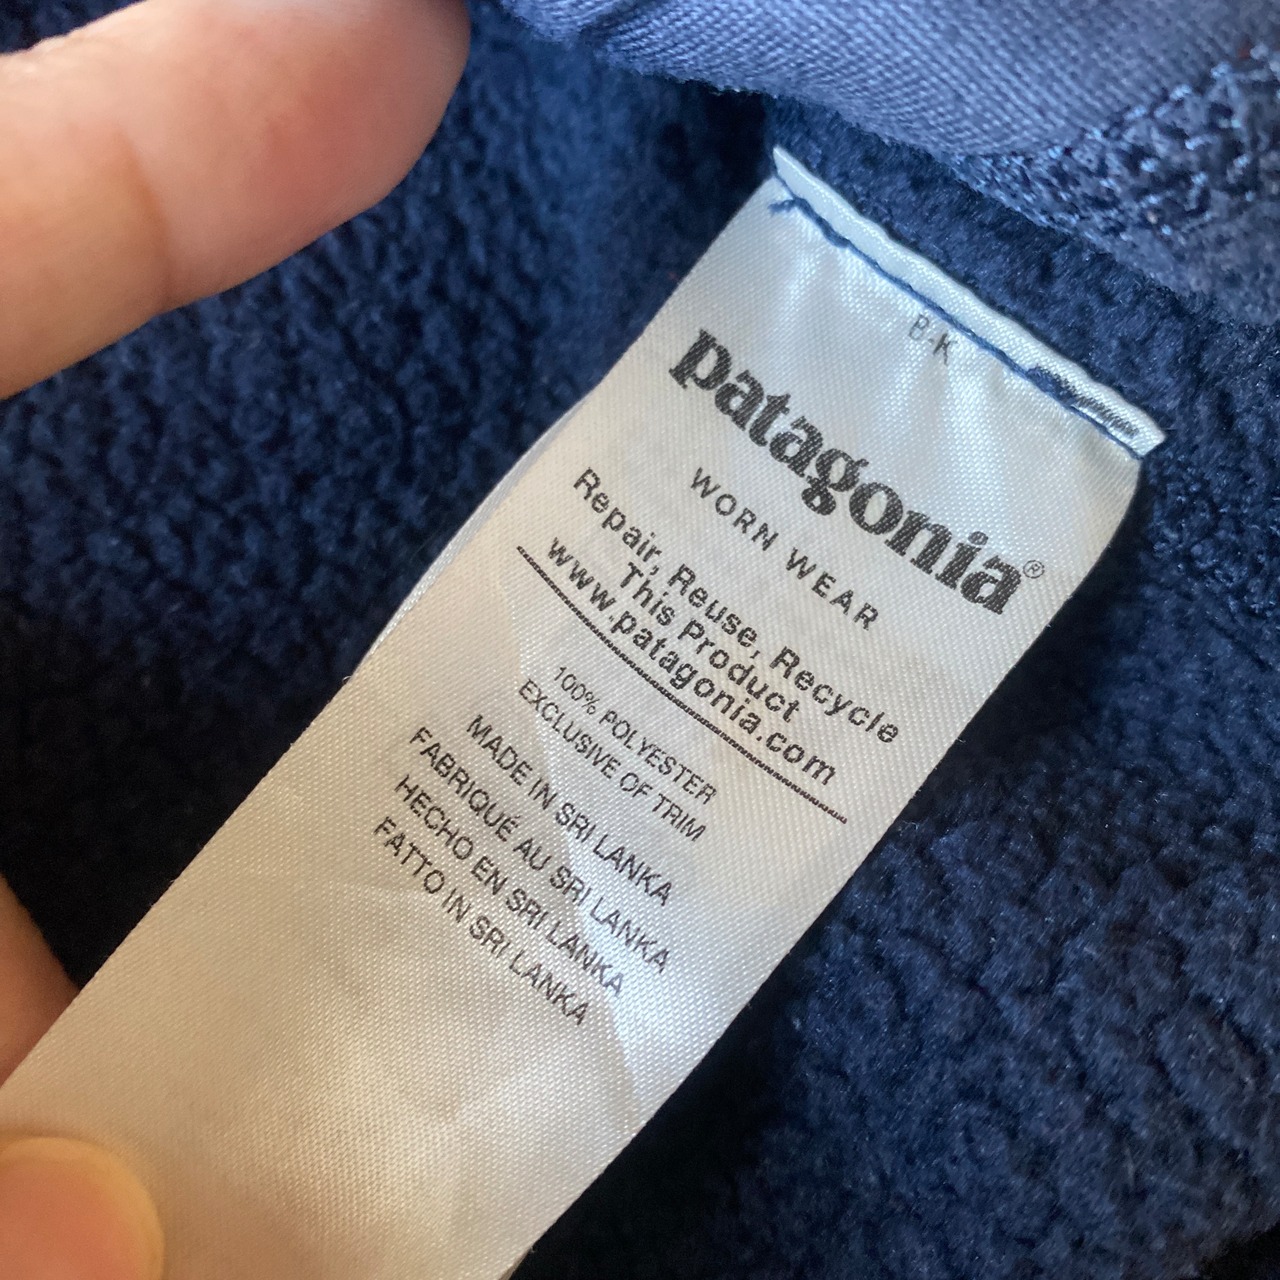 B-K
patagonia®
WORN WEAR
Repair, Reuse, Recycle
This Product
www.patagonia.com
100% POLYESTER
EXCLUSIVE OF TRIM
MADE IN SRI LANKA
FABRIQUÉ AU SRI LANKA
HECHO EN SRI LANKA
FATTO IN SRI LANKA